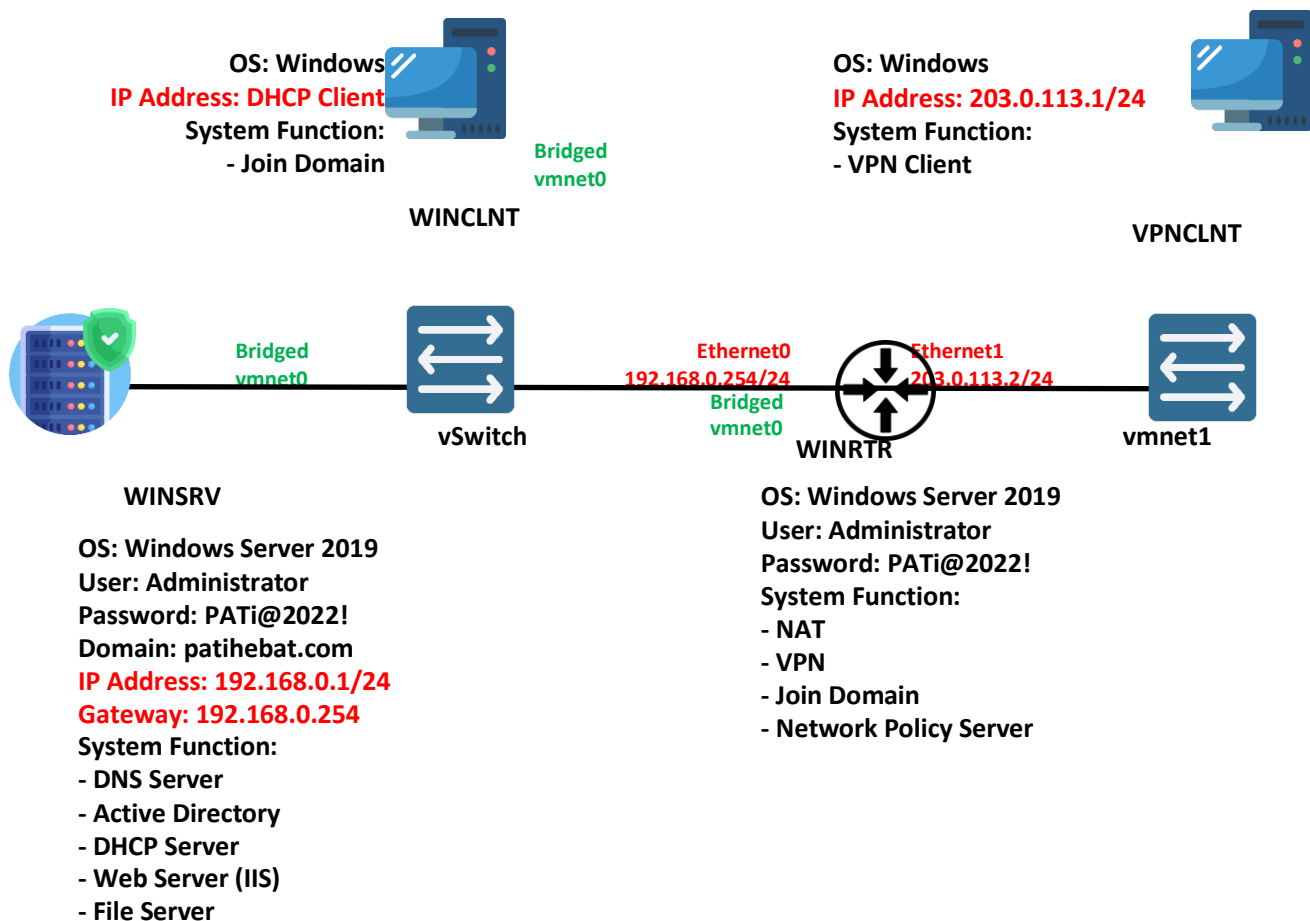 OS: Windows
IP Address: DHCP Client
System Function:
- Join Domain
Bridged
vmnet0
WINCLNT
OS: Windows
IP Address: 203.0.113.1/24
System Function:
- VPN Client
VPNCLNT
Bridged
vmnet0
vSwitch
Ethernet0
192.168.0.254/24
Bridged
vmnet0
Ethernet1
203.0.113.2/24
WINRTR
vmnet1
WINSRV
OS: Windows Server 2019
User: Administrator
Password: PATi@2022!
Domain: patihebat.com
IP Address: 192.168.0.1/24
Gateway: 192.168.0.254
System Function:
- DNS Server
- Active Directory
- DHCP Server
- Web Server (IIS)
- File Server
OS: Windows Server 2019
User: Administrator
Password: PATi@2022!
System Function:
- NAT
- VPN
- Join Domain
- Network Policy Server